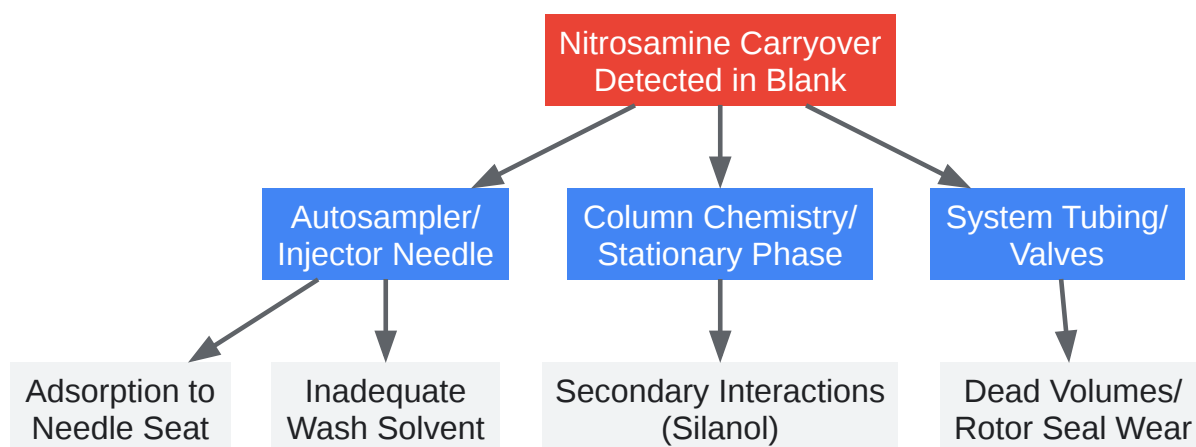 Nitrosamine Carryover
Detected in Blank
Autosampler/
Injector Needle
Column Chemistry/
Stationary Phase
System Tubing/
Valves
Adsorption to
Needle Seat
Inadequate
Wash Solvent
Secondary Interactions
(Silanol)
Dead Volumes/
Rotor Seal Wear